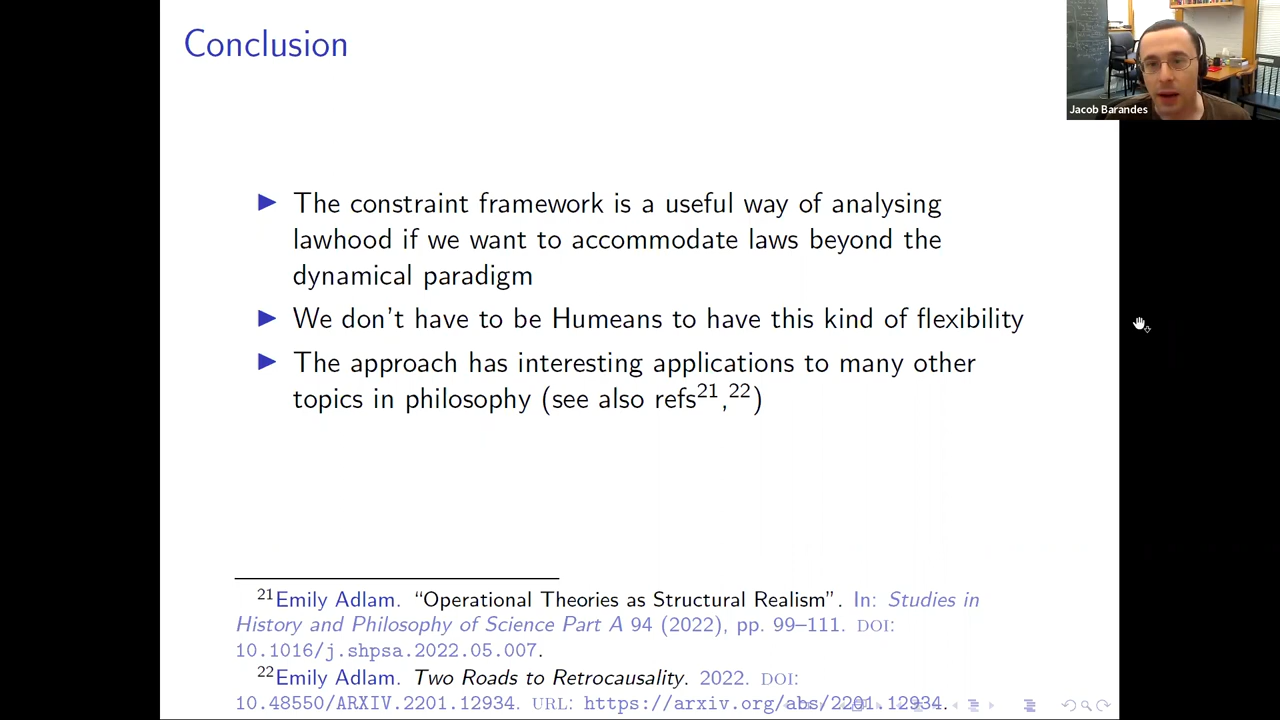 Conclusion
Jacob Barandes
▶ The constraint framework is a useful way of analysing
lawhood if we want to accommodate laws beyond the
dynamical paradigm
▶ We don't have to be Humeans to have this kind of flexibility
▶ The approach has interesting applications to many other
topics in philosophy (see also refs21,22)
21Emily Adlam. “Operational Theories as Structural Realism”. In: Studies in
History and Philosophy of Science Part A 94 (2022), pp. 99–111. DOI:
10.1016/j.shpsa.2022.05.007.
22Emily Adlam. Two Roads to Retrocausality. 2022. DOI:
10.48550/ARXIV.2201.12934. URL: https://arxiv.org/abs/2201.12934.